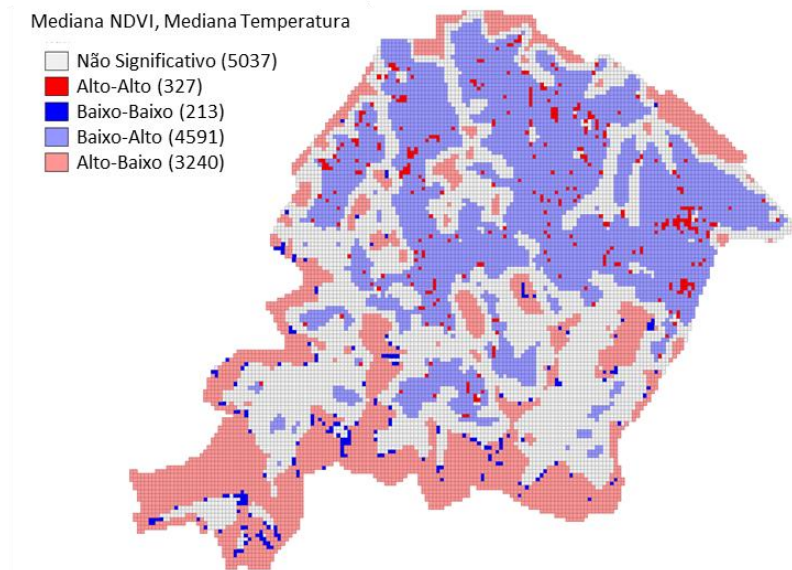 Mediana NDVI, Mediana Temperatura
Não Significativo (5037)
Alto-Alto (327)
Baixo-Baixo (213)
Baixo-Alto (4591)
Alto-Baixo (3240)